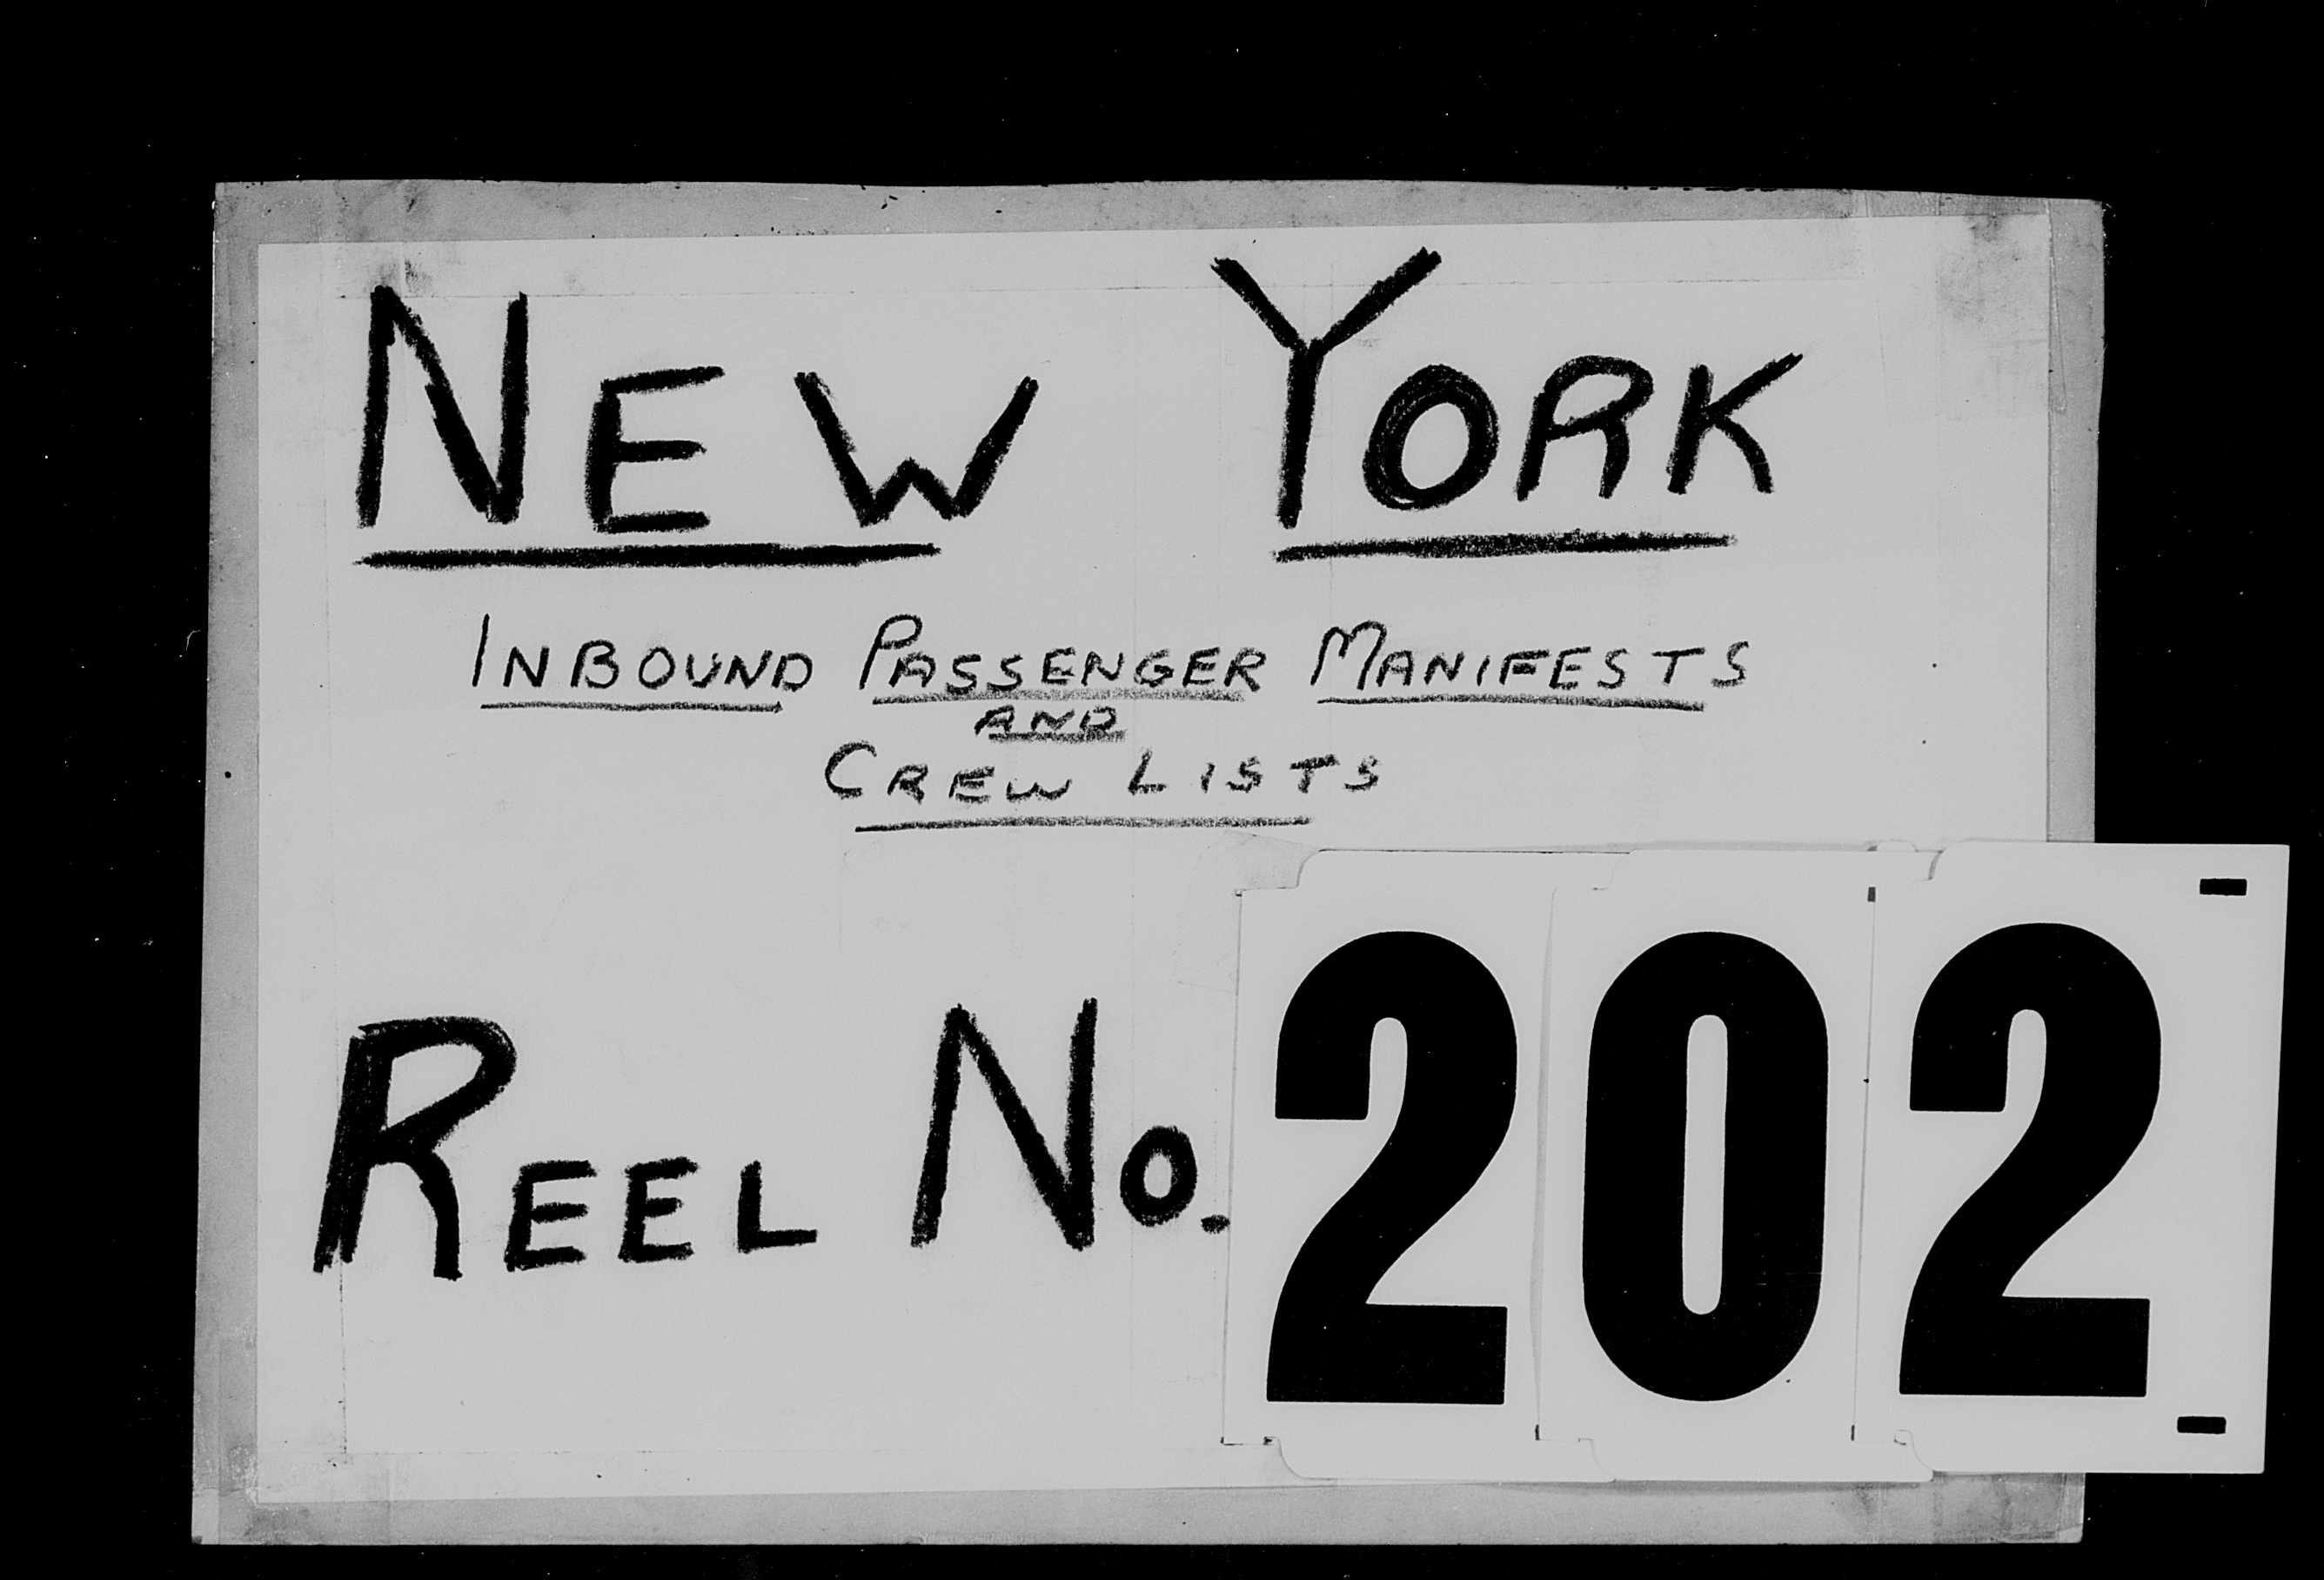 NEW YORK
INBOUND PASSENGER MANIFESTS
AND
CREW LISTS
REEL NO. 202